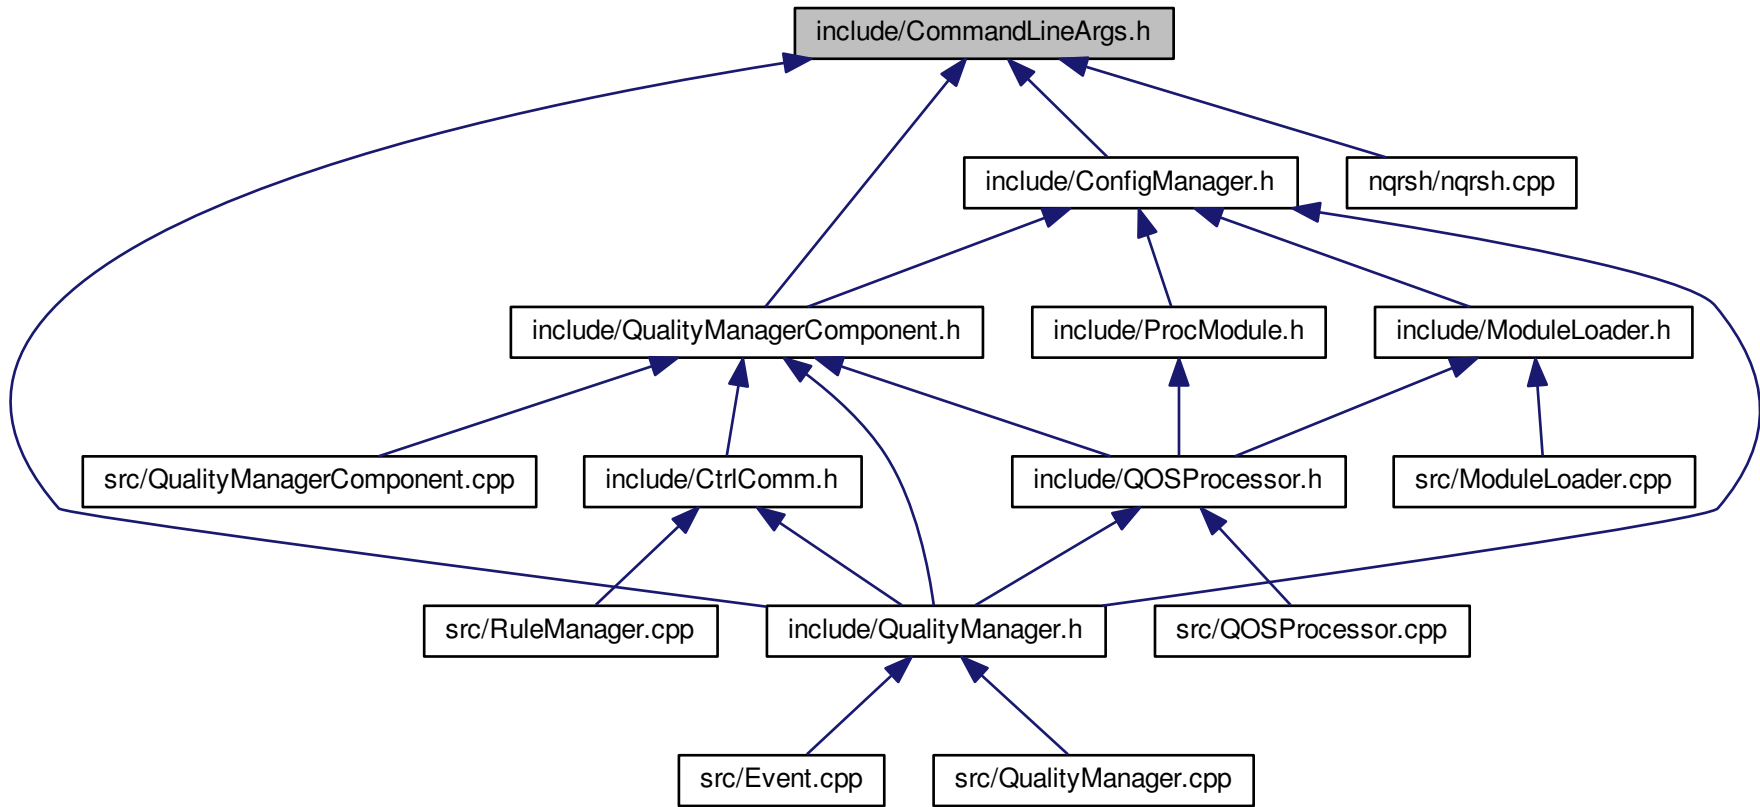 include/CommandLineArgs.h
include/ConfigManager.h
nqrsh/nqrsh.cpp
include/QualityManagerComponent.h
include/ProcModule.h
include/ModuleLoader.h
src/QualityManagerComponent.cpp
include/CtrlComm.h
include/QOSProcessor.h
src/ModuleLoader.cpp
src/RuleManager.cpp
include/QualityManager.h
src/QOSProcessor.cpp
src/Event.cpp
src/QualityManager.cpp